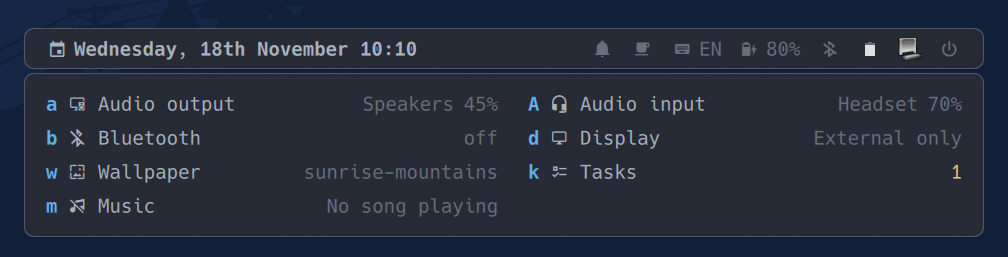 Wednesday, 18th November 10:10 EN 80%
a Audio output Speakers 45% A Audio input Headset 70%
b Bluetooth off d Display External only
w Wallpaper sunrise-mountains k Tasks 1
m Music No song playing